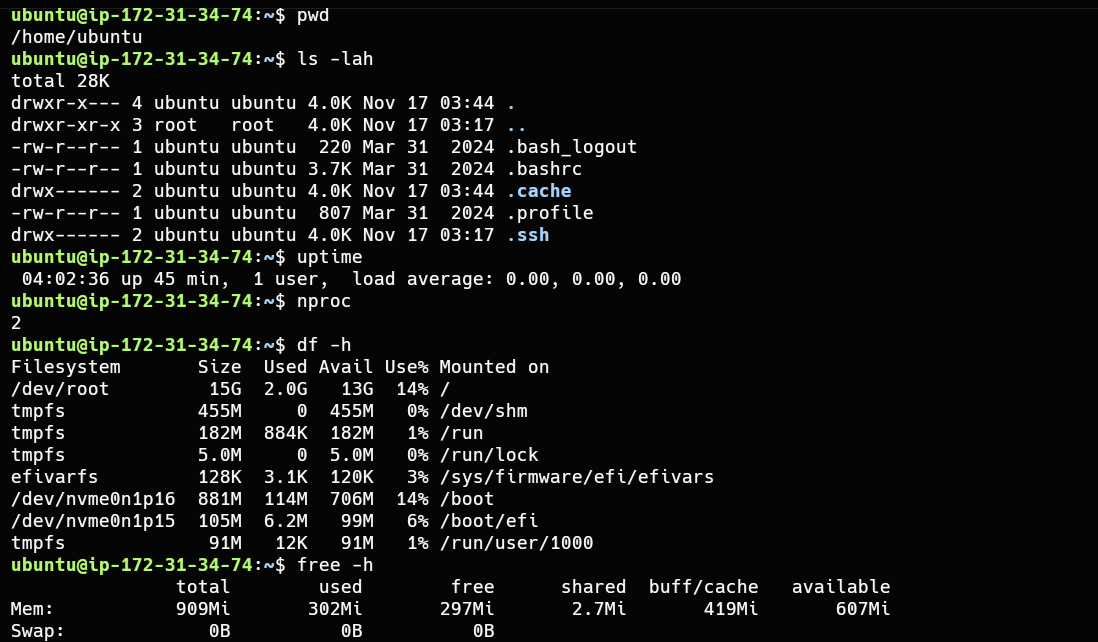 ubuntu@ip-172-31-34-74:~$ pwd
/home/ubuntu
ubuntu@ip-172-31-34-74:~$ ls -lah
total 28K
drwxr-x--- 4 ubuntu ubuntu 4.0K Nov 17 03:44 .
drwxr-xr-x 3 root   root   4.0K Nov 17 03:17 ..
-rw-r--r-- 1 ubuntu ubuntu  220 Mar 31  2024 .bash_logout
-rw-r--r-- 1 ubuntu ubuntu 3.7K Mar 31  2024 .bashrc
drwx------ 2 ubuntu ubuntu 4.0K Nov 17 03:44 .cache
-rw-r--r-- 1 ubuntu ubuntu  807 Mar 31  2024 .profile
drwx------ 2 ubuntu ubuntu 4.0K Nov 17 03:17 .ssh
ubuntu@ip-172-31-34-74:~$ uptime
 04:02:36 up 45 min,  1 user,  load average: 0.00, 0.00, 0.00
ubuntu@ip-172-31-34-74:~$ nproc
2
ubuntu@ip-172-31-34-74:~$ df -h
Filesystem       Size  Used Avail Use% Mounted on
/dev/root         15G  2.0G   13G  14% /
tmpfs            455M     0  455M   0% /dev/shm
tmpfs            182M  884K  182M   1% /run
tmpfs            5.0M     0  5.0M   0% /run/lock
efivarfs         128K  3.1K  120K   3% /sys/firmware/efi/efivars
/dev/nvme0n1p16  881M  114M  706M  14% /boot
/dev/nvme0n1p15  105M  6.2M   99M   6% /boot/efi
tmpfs             91M   12K   91M   1% /run/user/1000
ubuntu@ip-172-31-34-74:~$ free -h
               total        used        free      shared  buff/cache   available
Mem:           909Mi       302Mi       297Mi       2.7Mi       419Mi       607Mi
Swap:             0B          0B          0B